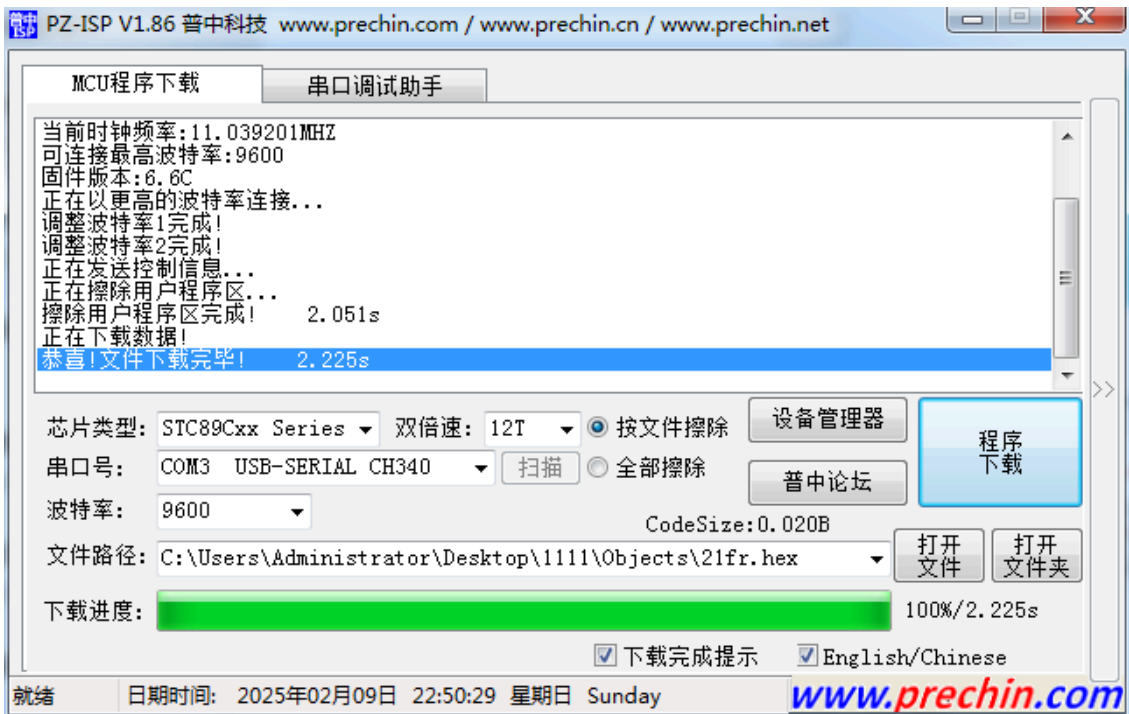 普中 ISP PZ-ISP V1.86 普中科技 www.prechin.com / www.prechin.cn / www.prechin.net
MCU程序下载 串口调试助手
当前时钟频率:11.039201MHZ
可连接最高波特率:9600
固件版本:6.6C
正在以更高的波特率连接...
调整波特率1完成!
调整波特率2完成!
正在发送控制信息...
正在擦除用户程序区...
擦除用户程序区完成! 2.051s
正在下载数据!
恭喜!文件下载完毕! 2.225s
>>
芯片类型: STC89Cxx Series 双倍速: 12T 按文件擦除 设备管理器
程序
下载
串口号: COM3 USB-SERIAL CH340 扫描 全部擦除 普中论坛
波特率: 9600
CodeSize:0.020B
文件路径: C:\Users\Administrator\Desktop\1111\Objects\21fr.hex
打开
文件
打开
文件夹
下载进度: 100%/2.225s
下载完成提示 English/Chinese
就绪 日期时间: 2025年02月09日 22:50:29 星期日 Sunday www.prechin.com